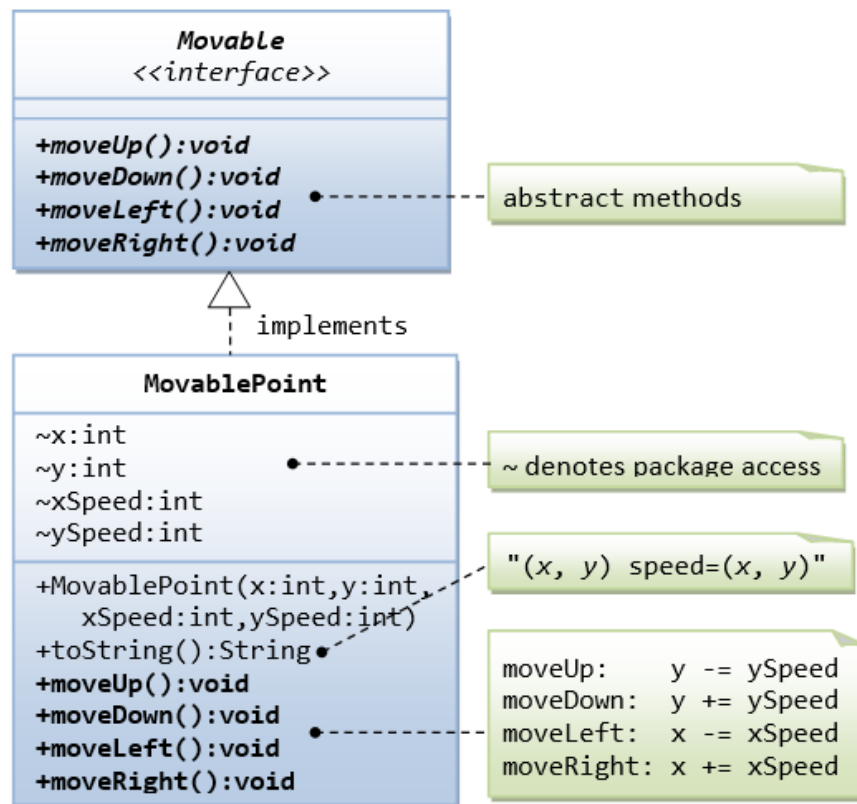 Movable
<<interface>>
+moveUp():void
+moveDown():void
+moveLeft():void
+moveRight():void
abstract methods
implements
MovablePoint
~x:int
~y:int
~xSpeed:int
~ySpeed:int
~ denotes package access
+MovablePoint(x:int,y:int,
xSpeed:int,ySpeed:int)
+toString():String
+moveUp():void
+moveDown():void
+moveLeft():void
+moveRight():void
"(x, y) speed=(x, y)"
moveUp: y -= ySpeed
moveDown: y += ySpeed
moveLeft: x -= xSpeed
moveRight: x += xSpeed